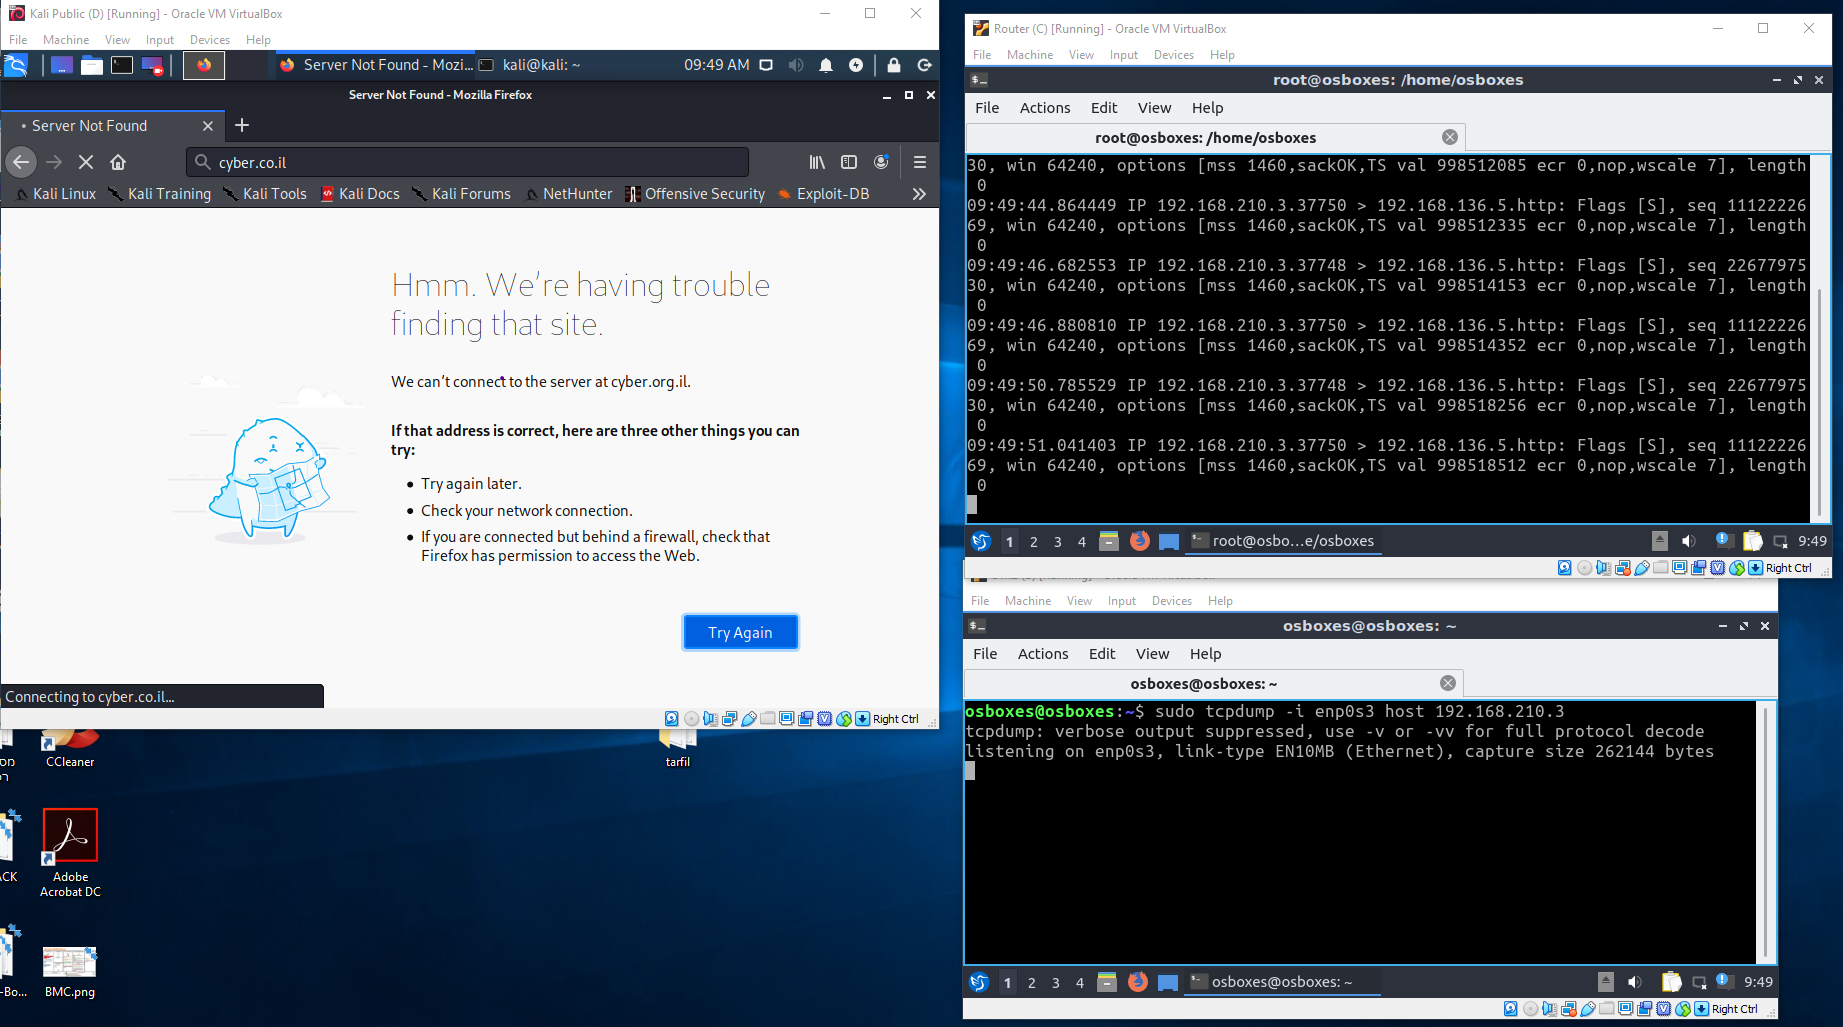 Kali Public (D) [Running] - Oracle VM VirtualBox
File Machine View Input Devices Help
Server Not Found - Mozi... kali@kali: ~ 09:49 AM
Server Not Found - Mozilla Firefox
Server Not Found
cyber.co.il
Kali Linux Kali Training Kali Tools Kali Docs Kali Forums NetHunter Offensive Security Exploit-DB
Hmm. We're having trouble
finding that site.
We can't connect to the server at cyber.org.il.
If that address is correct, here are three other things you can
try:
Try again later.
Check your network connection.
If you are connected but behind a firewall, check that
Firefox has permission to access the Web.
Try Again
Connecting to cyber.co.il...
Right Ctrl
CCleaner
tarfil
Adobe
Acrobat DC
ACK
-Bo...
BMC.png
Router (C) [Running] - Oracle VM VirtualBox
File Machine View Input Devices Help
root@osboxes: /home/osboxes
File Actions Edit View Help
root@osboxes: /home/osboxes
30, win 64240, options [mss 1460,sackOK,TS val 998512085 ecr 0,nop,wscale 7], length
0
09:49:44.864449 IP 192.168.210.3.37750 > 192.168.136.5.http: Flags [S], seq 11122226
69, win 64240, options [mss 1460,sackOK,TS val 998512335 ecr 0,nop,wscale 7], length
0
09:49:46.682553 IP 192.168.210.3.37748 > 192.168.136.5.http: Flags [S], seq 22677975
30, win 64240, options [mss 1460,sackOK,TS val 998514153 ecr 0,nop,wscale 7], length
0
09:49:46.880810 IP 192.168.210.3.37750 > 192.168.136.5.http: Flags [S], seq 11122226
69, win 64240, options [mss 1460,sackOK,TS val 998514352 ecr 0,nop,wscale 7], length
0
09:49:50.785529 IP 192.168.210.3.37748 > 192.168.136.5.http: Flags [S], seq 22677975
30, win 64240, options [mss 1460,sackOK,TS val 998518256 ecr 0,nop,wscale 7], length
0
09:49:51.041403 IP 192.168.210.3.37750 > 192.168.136.5.http: Flags [S], seq 11122226
69, win 64240, options [mss 1460,sackOK,TS val 998518512 ecr 0,nop,wscale 7], length
0
1 2 3 4 root@osbo...e/osboxes 9:49
Right Ctrl
File Machine View Input Devices Help
osboxes@osboxes: ~
File Actions Edit View Help
osboxes@osboxes: ~
osboxes@osboxes:~$ sudo tcpdump -i enp0s3 host 192.168.210.3
tcpdump: verbose output suppressed, use -v or -vv for full protocol decode
listening on enp0s3, link-type EN10MB (Ethernet), capture size 262144 bytes
1 2 3 4 osboxes@osboxes: ~ 9:49
Right Ctrl